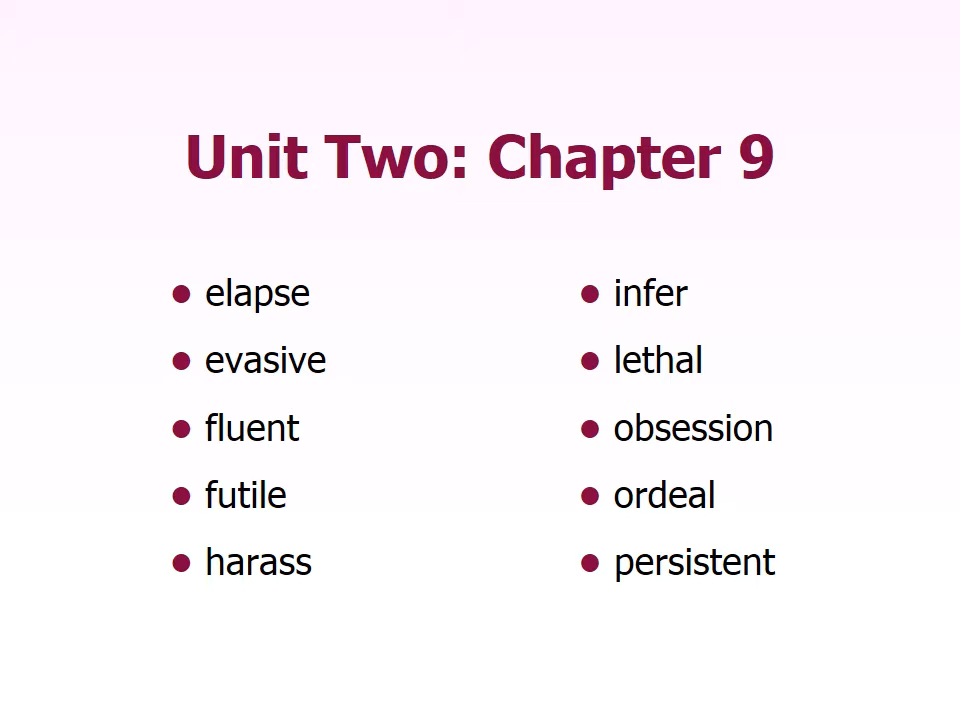 Unit Two: Chapter 9
• elapse
• evasive
• fluent
• futile
• harass
• infer
• lethal
• obsession
• ordeal
• persistent